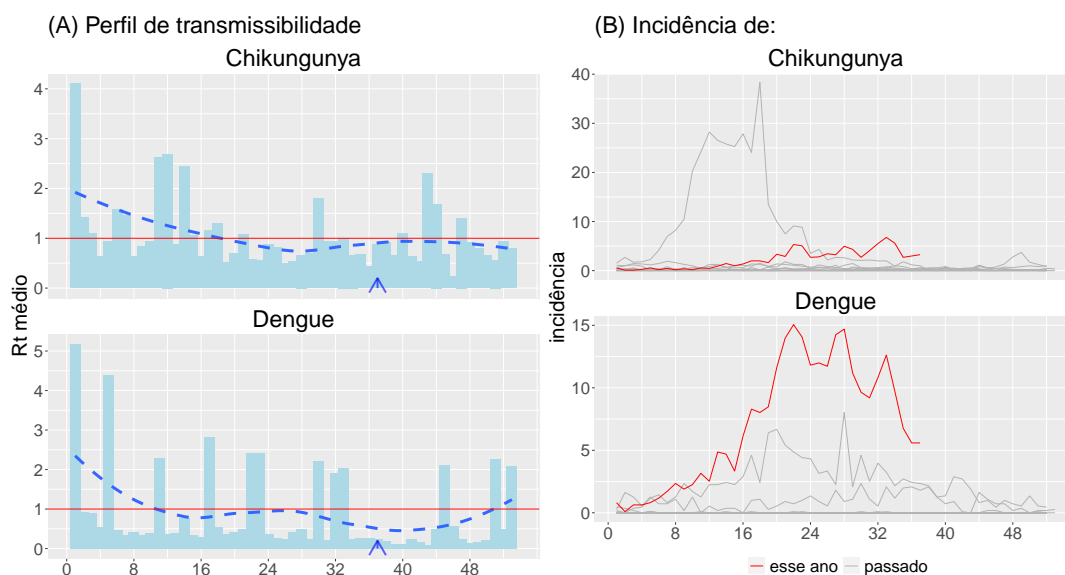 (A) Perfil de transmissibilidade
Chikungunya
4
3
2
1
0
Dengue
5
4
3
2
1
0
0 8 16 24 32 40 48
Rt médio
(B) Incidência de:
Chikungunya
40
30
20
10
0
Dengue
15
10
5
0
0 8 16 24 32 40 48
incidência
esse ano passado